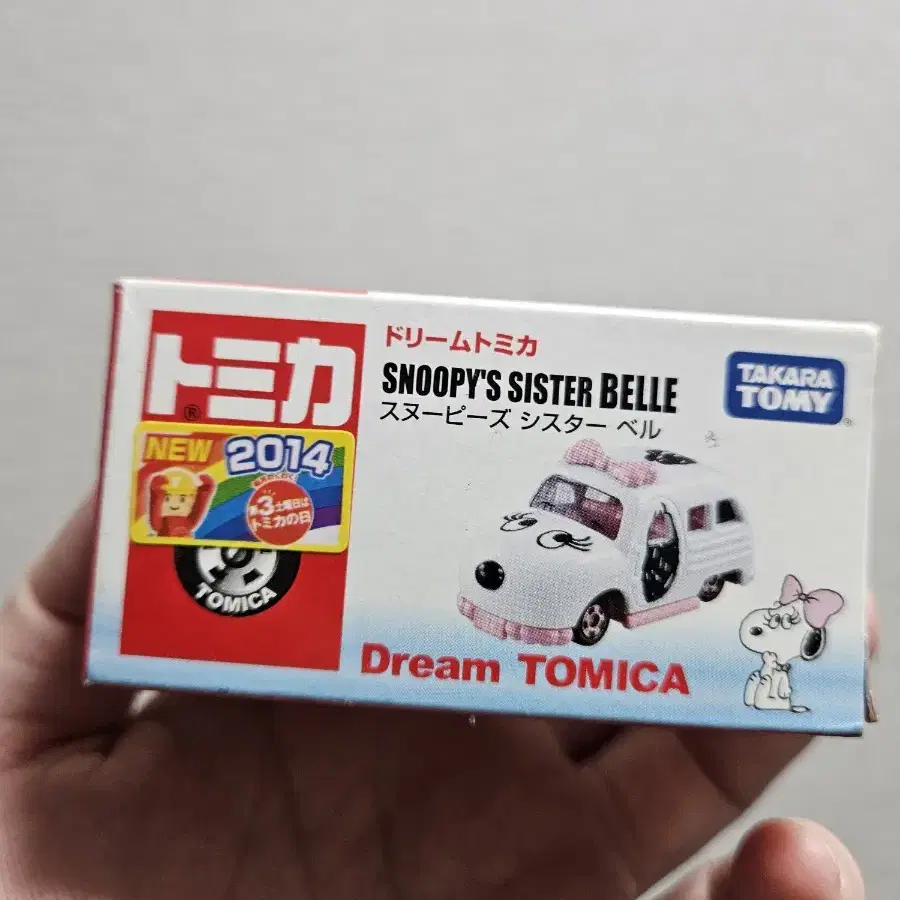 トミカ
®
NEW 2014
第3土曜日は
トミカの日
TOMICA
ドリームトミカ
SNOOPY'S SISTER BELLE
スヌーピーズ シスター ベル
TAKARA
TOMY
Dream TOMICA